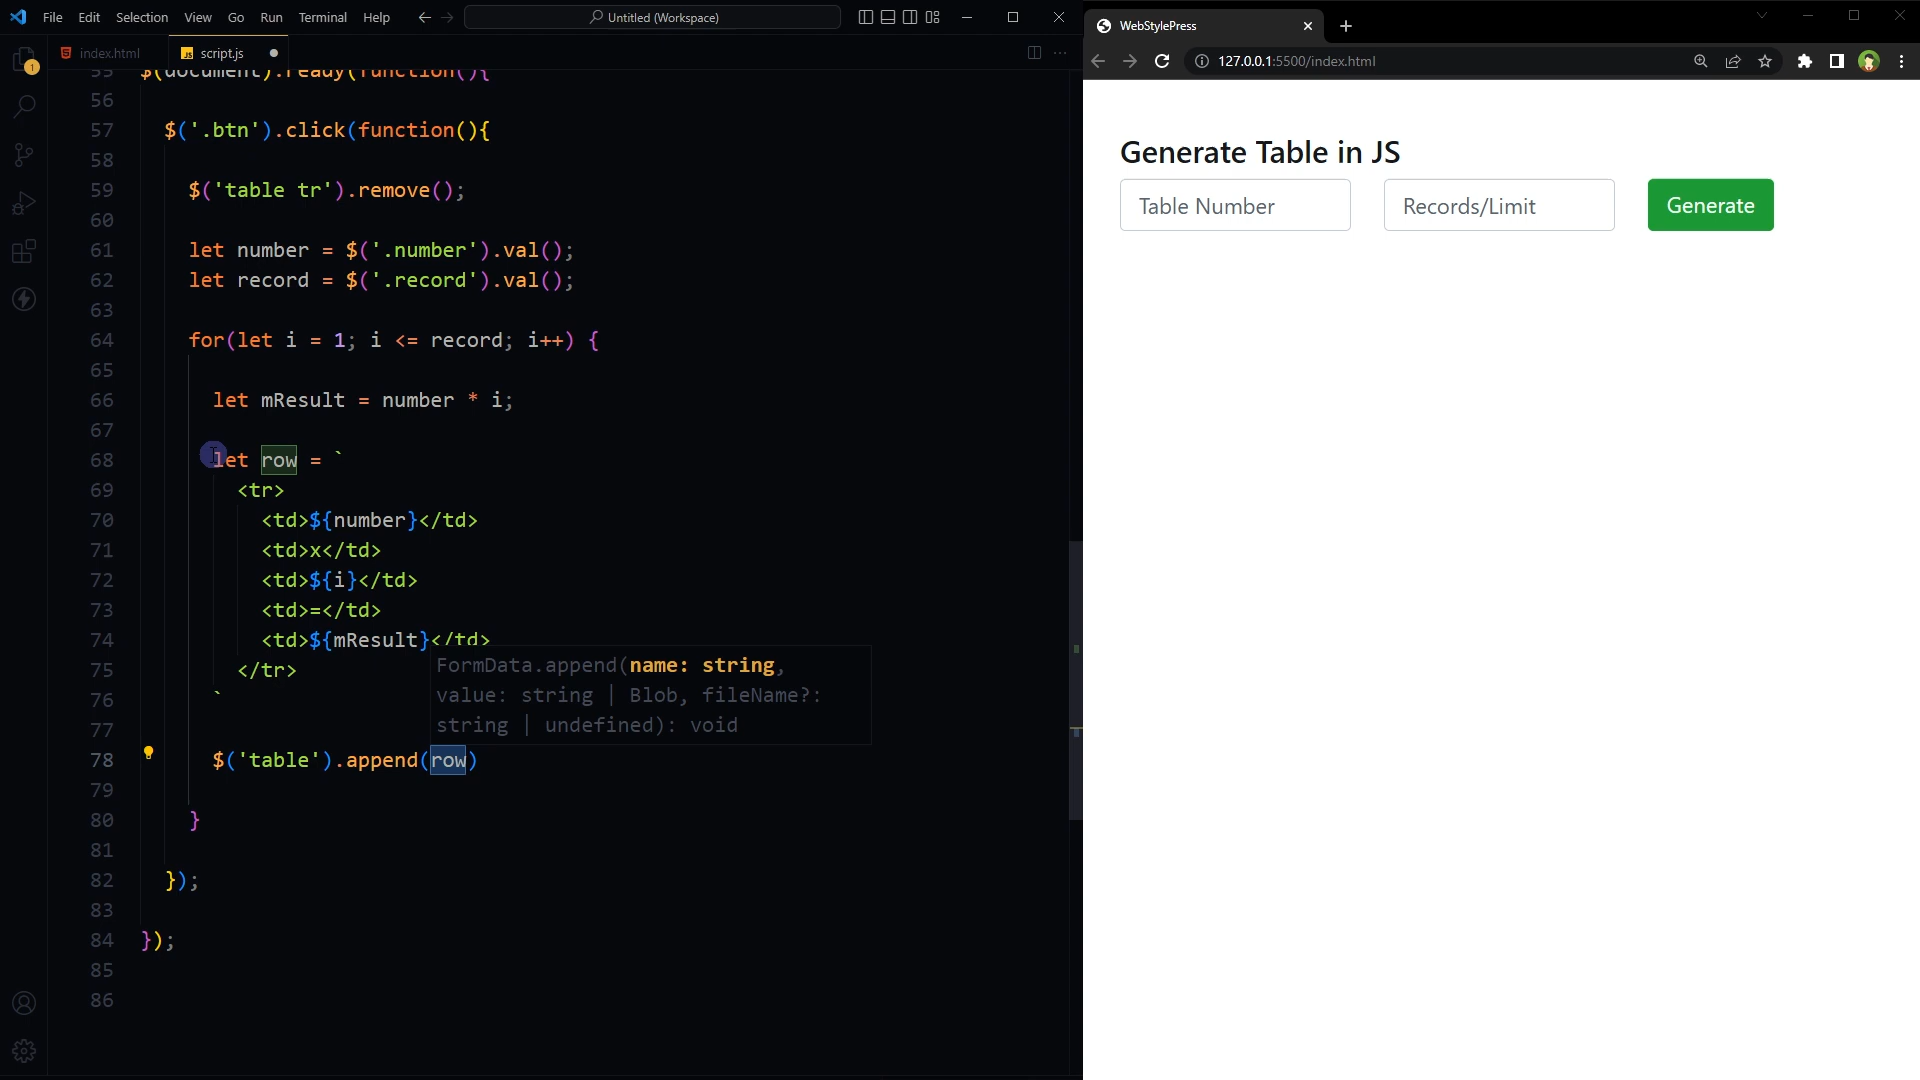 File Edit Selection View Go Run Terminal Help
Untitled (Workspace)
index.html
script.js
1
55 $(document).ready(function(){
56
57 $('.btn').click(function(){
58
59 $('table tr').remove();
60
61 let number = $('.number').val();
62 let record = $('.record').val();
63
64 for(let i = 1; i <= record; i++) {
65
66 let mResult = number * i;
67
68 let row = `
69 <tr>
70 <td>${number}</td>
71 <td>x</td>
72 <td>${i}</td>
73 <td>=</td>
74 <td>${mResult}</td>
75 </tr>
76 `
77
78 $('table').append(row)
79
80 }
81
82 });
83
84 });
85
86
FormData.append(name: string,
value: string | Blob, fileName?:
string | undefined): void
WebStylePress
127.0.0.1:5500/index.html
Generate Table in JS
Table Number
Records/Limit
Generate